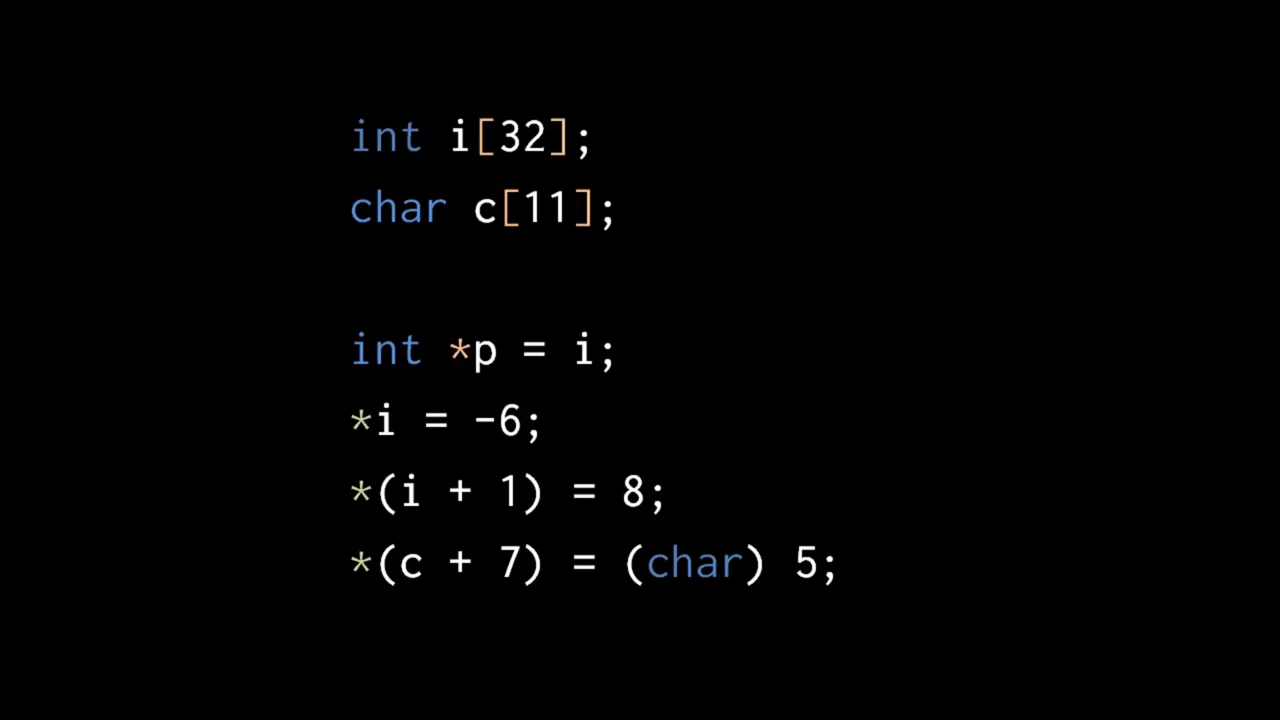 int i[32];
char c[11];
int *p = i;
*i = -6;
*(i + 1) = 8;
*(c + 7) = (char) 5;